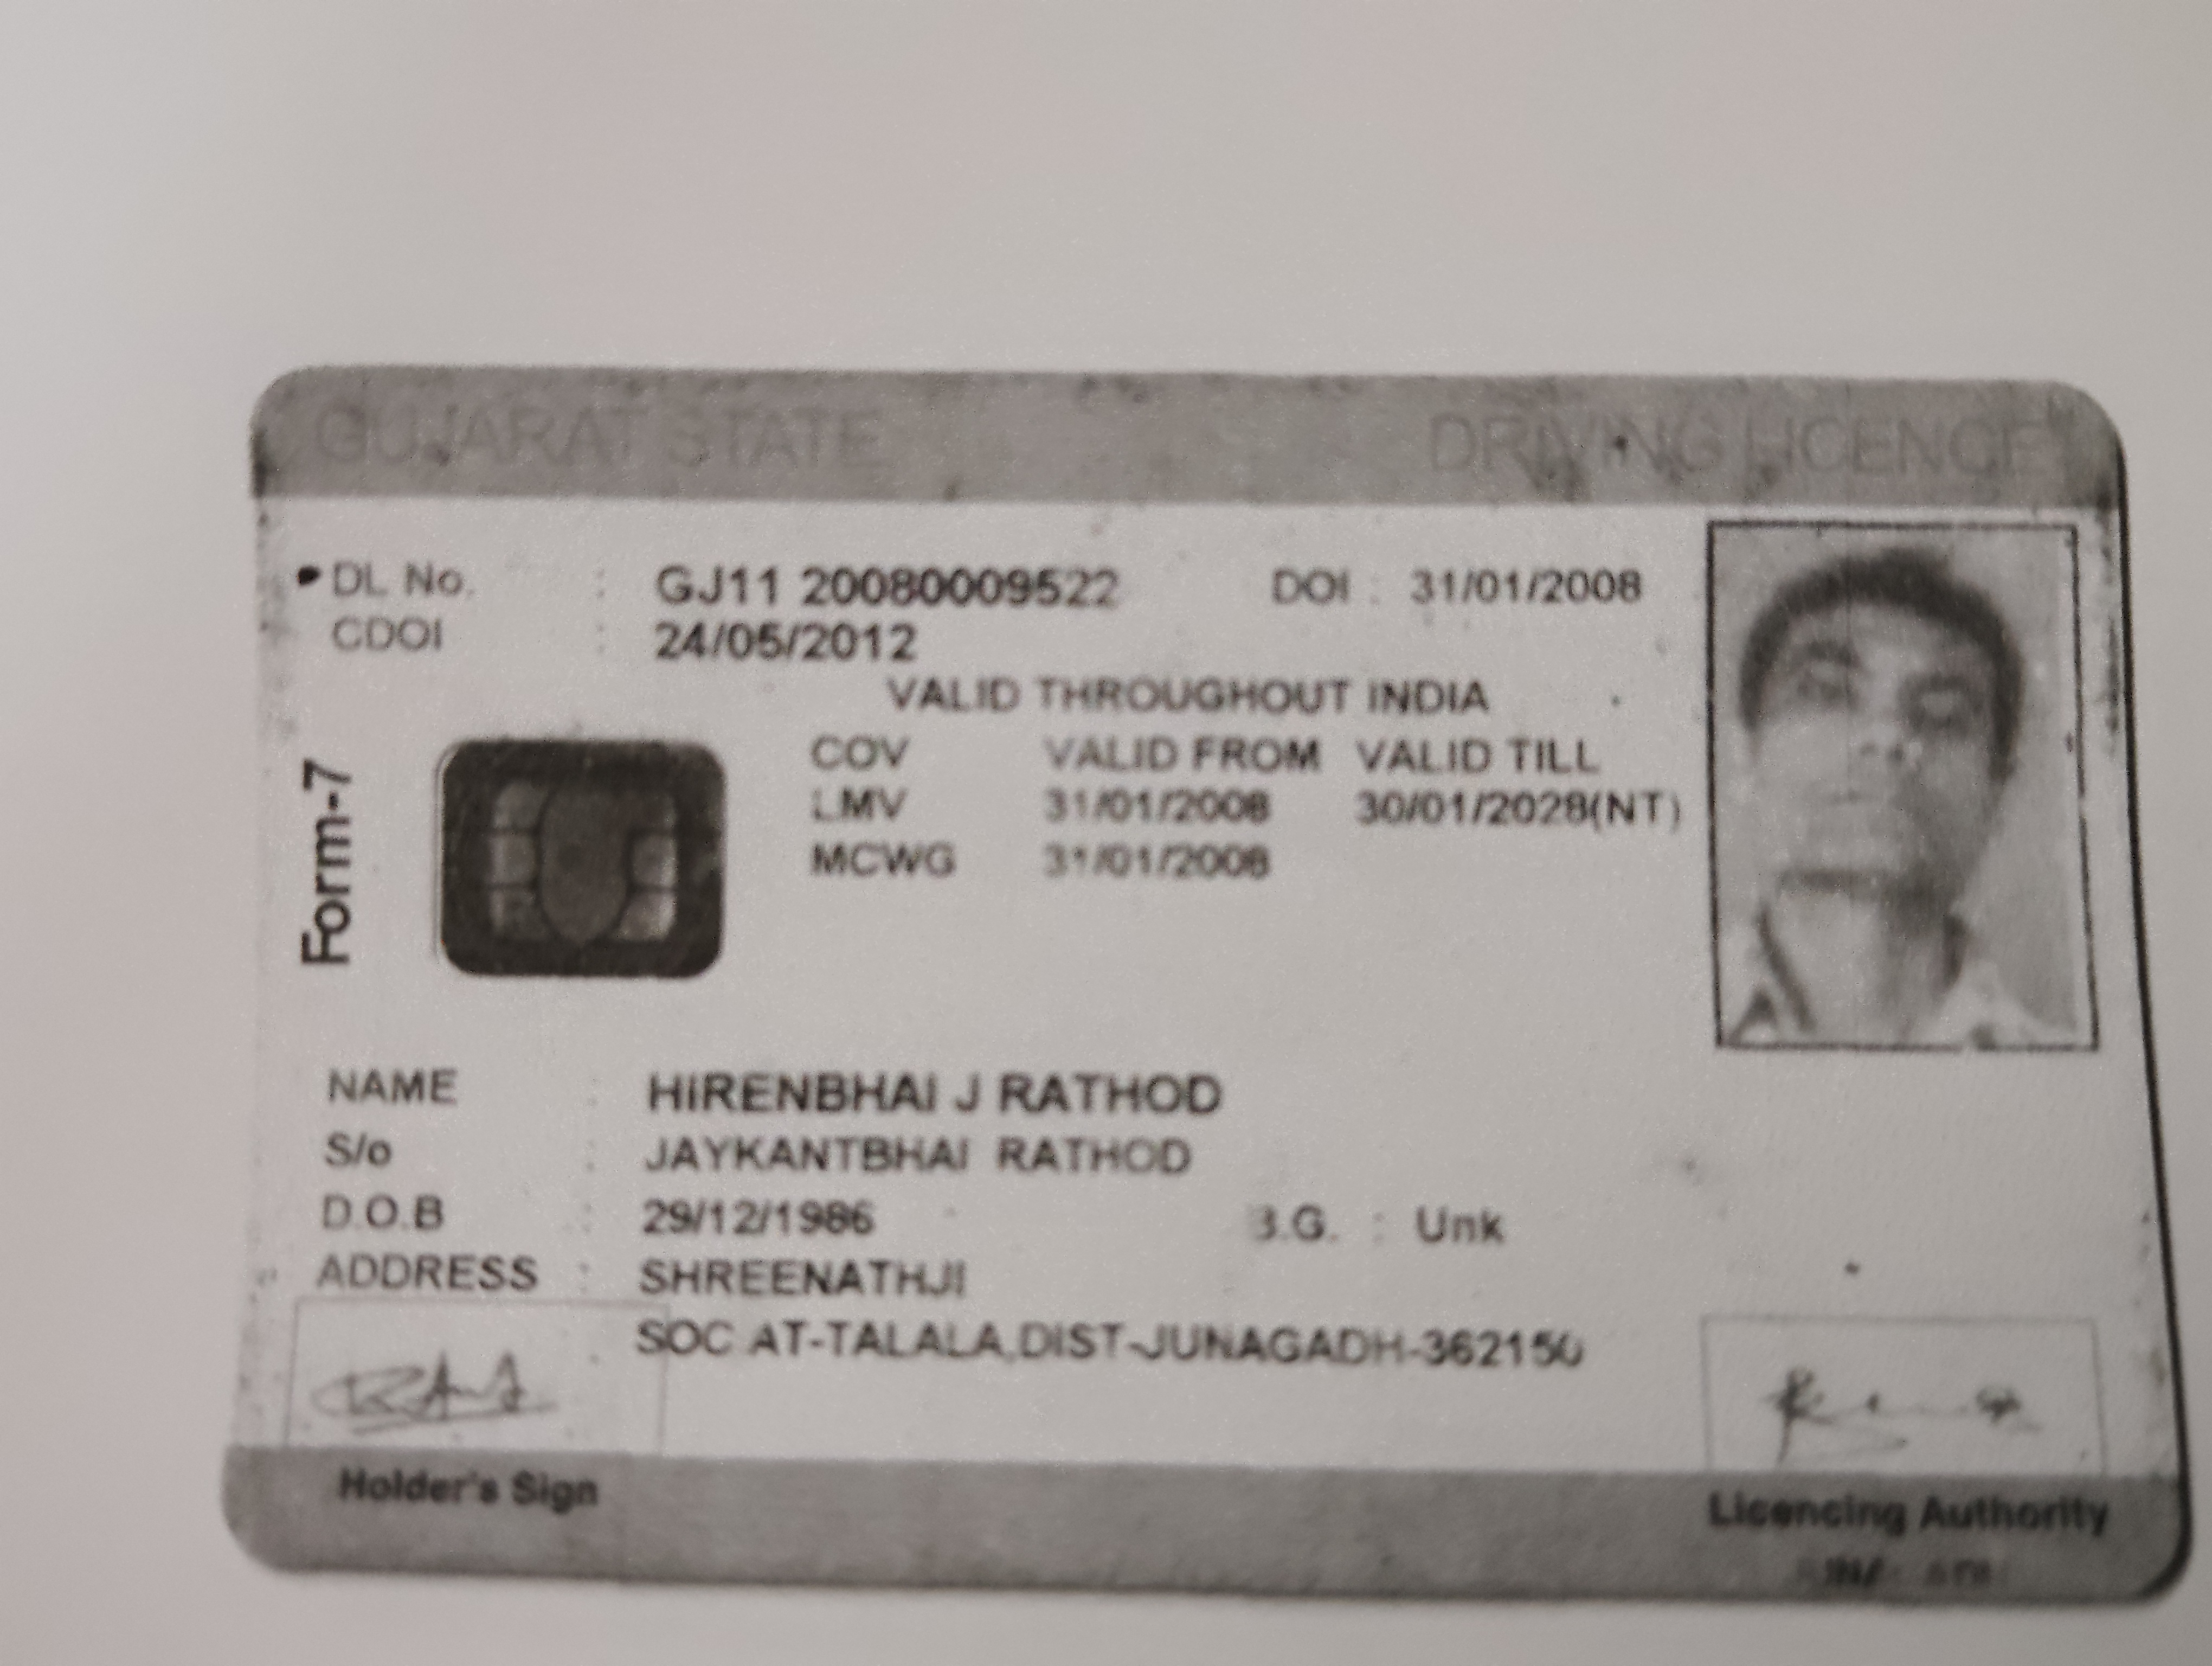 GUJARAT STATE DRIVING LICENCE
DL No. : GJ11 20080009522 DOI : 31/01/2008
CDOI : 24/05/2012
VALID THROUGHOUT INDIA
COV VALID FROM VALID TILL
LMV 31/01/2008 30/01/2028(NT)
MCWG 31/01/2008
Form-7
NAME : HIRENBHAI J RATHOD
S/o : JAYKANTBHAI RATHOD
D.O.B : 29/12/1986 B.G. : Unk
ADDRESS : SHREENATHJI
SOC AT-TALALA,DIST-JUNAGADH-362150
Holder's Sign
Licencing Authority